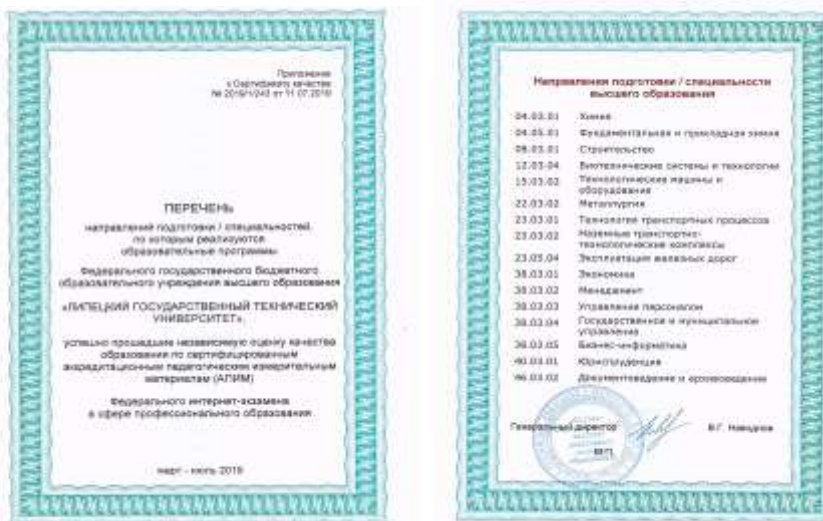 Приложение
к Сертификату качества
№ 2019/1/243 от 11.07.2019
ПЕРЕЧЕНЬ
направлений подготовки / специальностей,
по которым реализуются
образовательные программы
Федерального государственного бюджетного
образовательного учреждения высшего образования
«ЛИПЕЦКИЙ ГОСУДАРСТВЕННЫЙ ТЕХНИЧЕСКИЙ
УНИВЕРСИТЕТ»,
успешно прошедшие независимую оценку качества
образования по сертифицированным
аккредитационным педагогическим измерительным
материалам (АПИМ)
Федерального интернет-экзамена
в сфере профессионального образования
март - июль 2019
Направления подготовки / специальности
высшего образования
04.03.01 Химия
04.05.01 Фундаментальная и прикладная химия
08.03.01 Строительство
12.03.04 Биотехнические системы и технологии
15.03.02 Технологические машины и
оборудование
22.03.02 Металлургия
23.03.01 Технология транспортных процессов
23.03.02 Наземные транспортно-
технологические комплексы
23.05.04 Эксплуатация железных дорог
38.03.01 Экономика
38.03.02 Менеджмент
38.03.03 Управление персоналом
38.03.04 Государственное и муниципальное
управление
38.03.05 Бизнес-информатика
40.03.01 Юриспруденция
46.03.02 Документоведение и архивоведение
Генеральный директор В.Г. Наводнов
МП